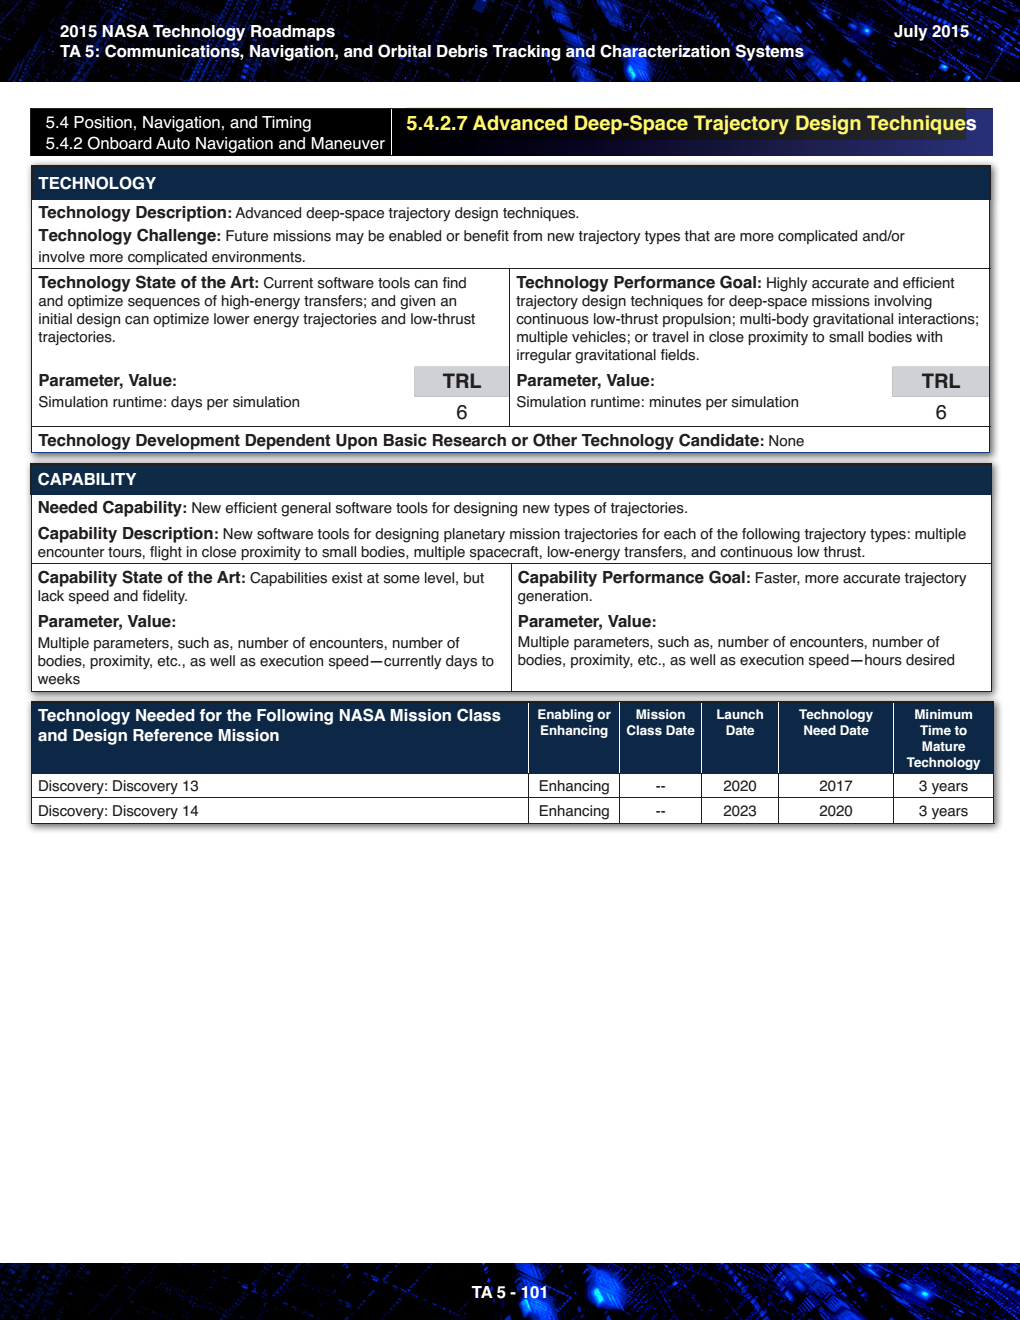 2015 NASA Technology Roadmaps
July 2015
TA 5: Communications, Navigation, and Orbital Debris Tracking and Characterization Systems
5.4 Position, Navigation, and Timing
5.4.2 Onboard Auto Navigation and Maneuver
5.4.2.7 Advanced Deep-Space Trajectory Design Techniques
TECHNOLOGY
Technology Description: Advanced deep-space trajectory design techniques.
Technology Challenge: Future missions may be enabled or benefit from new trajectory types that are more complicated and/or
involve more complicated environments.
Technology State of the Art: Current software tools can find
and optimize sequences of high-energy transfers; and given an
initial design can optimize lower energy trajectories and low-thrust
trajectories.
Parameter, Value:
Simulation runtime: days per simulation
TRL
6
Technology Performance Goal: Highly accurate and efficient
trajectory design techniques for deep-space missions involving
continuous low-thrust propulsion; multi-body gravitational interactions;
multiple vehicles; or travel in close proximity to small bodies with
irregular gravitational fields.
Parameter, Value:
Simulation runtime: minutes per simulation
TRL
6
Technology Development Dependent Upon Basic Research or Other Technology Candidate: None
CAPABILITY
Needed Capability: New efficient general software tools for designing new types of trajectories.
Capability Description: New software tools for designing planetary mission trajectories for each of the following trajectory types: multiple
encounter tours, flight in close proximity to small bodies, multiple spacecraft, low-energy transfers, and continuous low thrust.
Capability State of the Art: Capabilities exist at some level, but
lack speed and fidelity.
Parameter, Value:
Multiple parameters, such as, number of encounters, number of
bodies, proximity, etc., as well as execution speed—currently days to
weeks
Capability Performance Goal: Faster, more accurate trajectory
generation.
Parameter, Value:
Multiple parameters, such as, number of encounters, number of
bodies, proximity, etc., as well as execution speed—hours desired
Technology Needed for the Following NASA Mission Class
and Design Reference Mission
Enabling or
Enhancing
Mission
Class Date
Launch
Date
Technology
Need Date
Minimum
Time to
Mature
Technology
Discovery: Discovery 13 Enhancing -- 2020 2017 3 years
Discovery: Discovery 14 Enhancing -- 2023 2020 3 years
TA 5 - 101